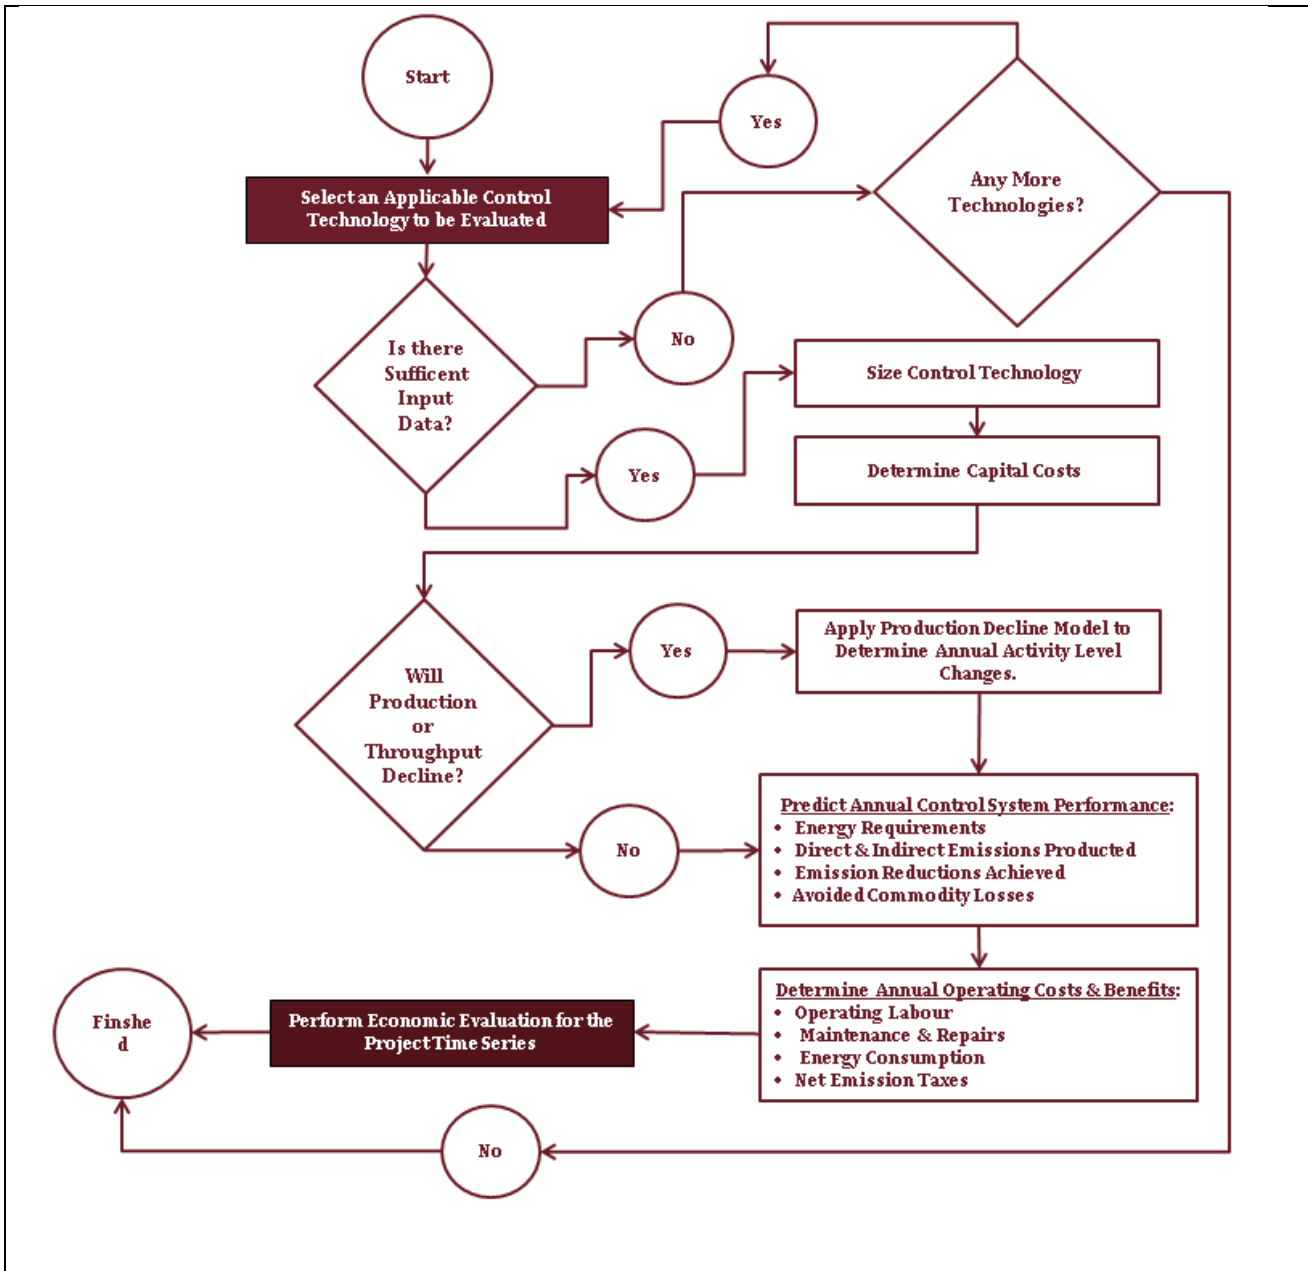 Start
Yes
Any More
Technologies?
Select an Applicable Control
Technology to be Evaluated
Is there
Sufficent
Input
Data?
No
Size Control Technology
Yes
Determine Capital Costs
Will
Production
or
Throughput
Decline?
Yes
Apply Production Decline Model to
Determine Annual Activity Level
Changes.
No
Predict Annual Control System Performance:
• Energy Requirements
• Direct & Indirect Emissions Producted
• Emission Reductions Achieved
• Avoided Commodity Losses
Determine Annual Operating Costs & Benefits:
• Operating Labour
• Maintenance & Repairs
• Energy Consumption
• Net Emission Taxes
Perform Economic Evaluation for the
Project Time Series
Finshe
d
No